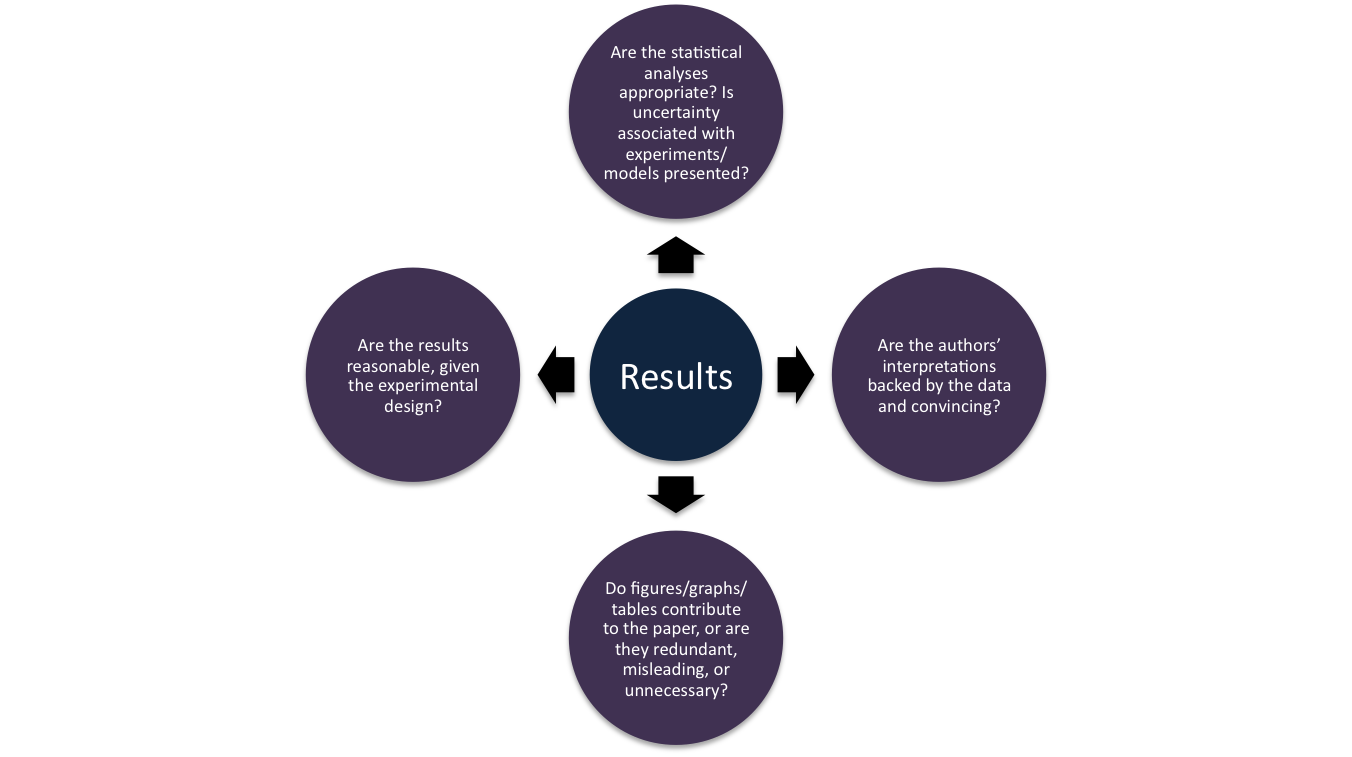 Are the statistical
analyses
appropriate? Is
uncertainty
associated with
experiments/
models presented?
Are the results
reasonable, given
the experimental
design?
Results
Are the authors’
interpretations
backed by the data
and convincing?
Do figures/graphs/
tables contribute
to the paper, or are
they redundant,
misleading, or
unnecessary?